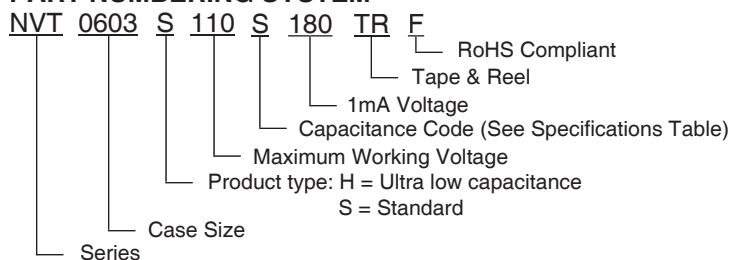 PART NUMBERING SYSTEM
NVT 0603 S 110 S 180 TR F
RoHS Compliant
Tape & Reel
1mA Voltage
Capacitance Code (See Specifications Table)
Maximum Working Voltage
Product type: H = Ultra low capacitance
S = Standard
Case Size
Series